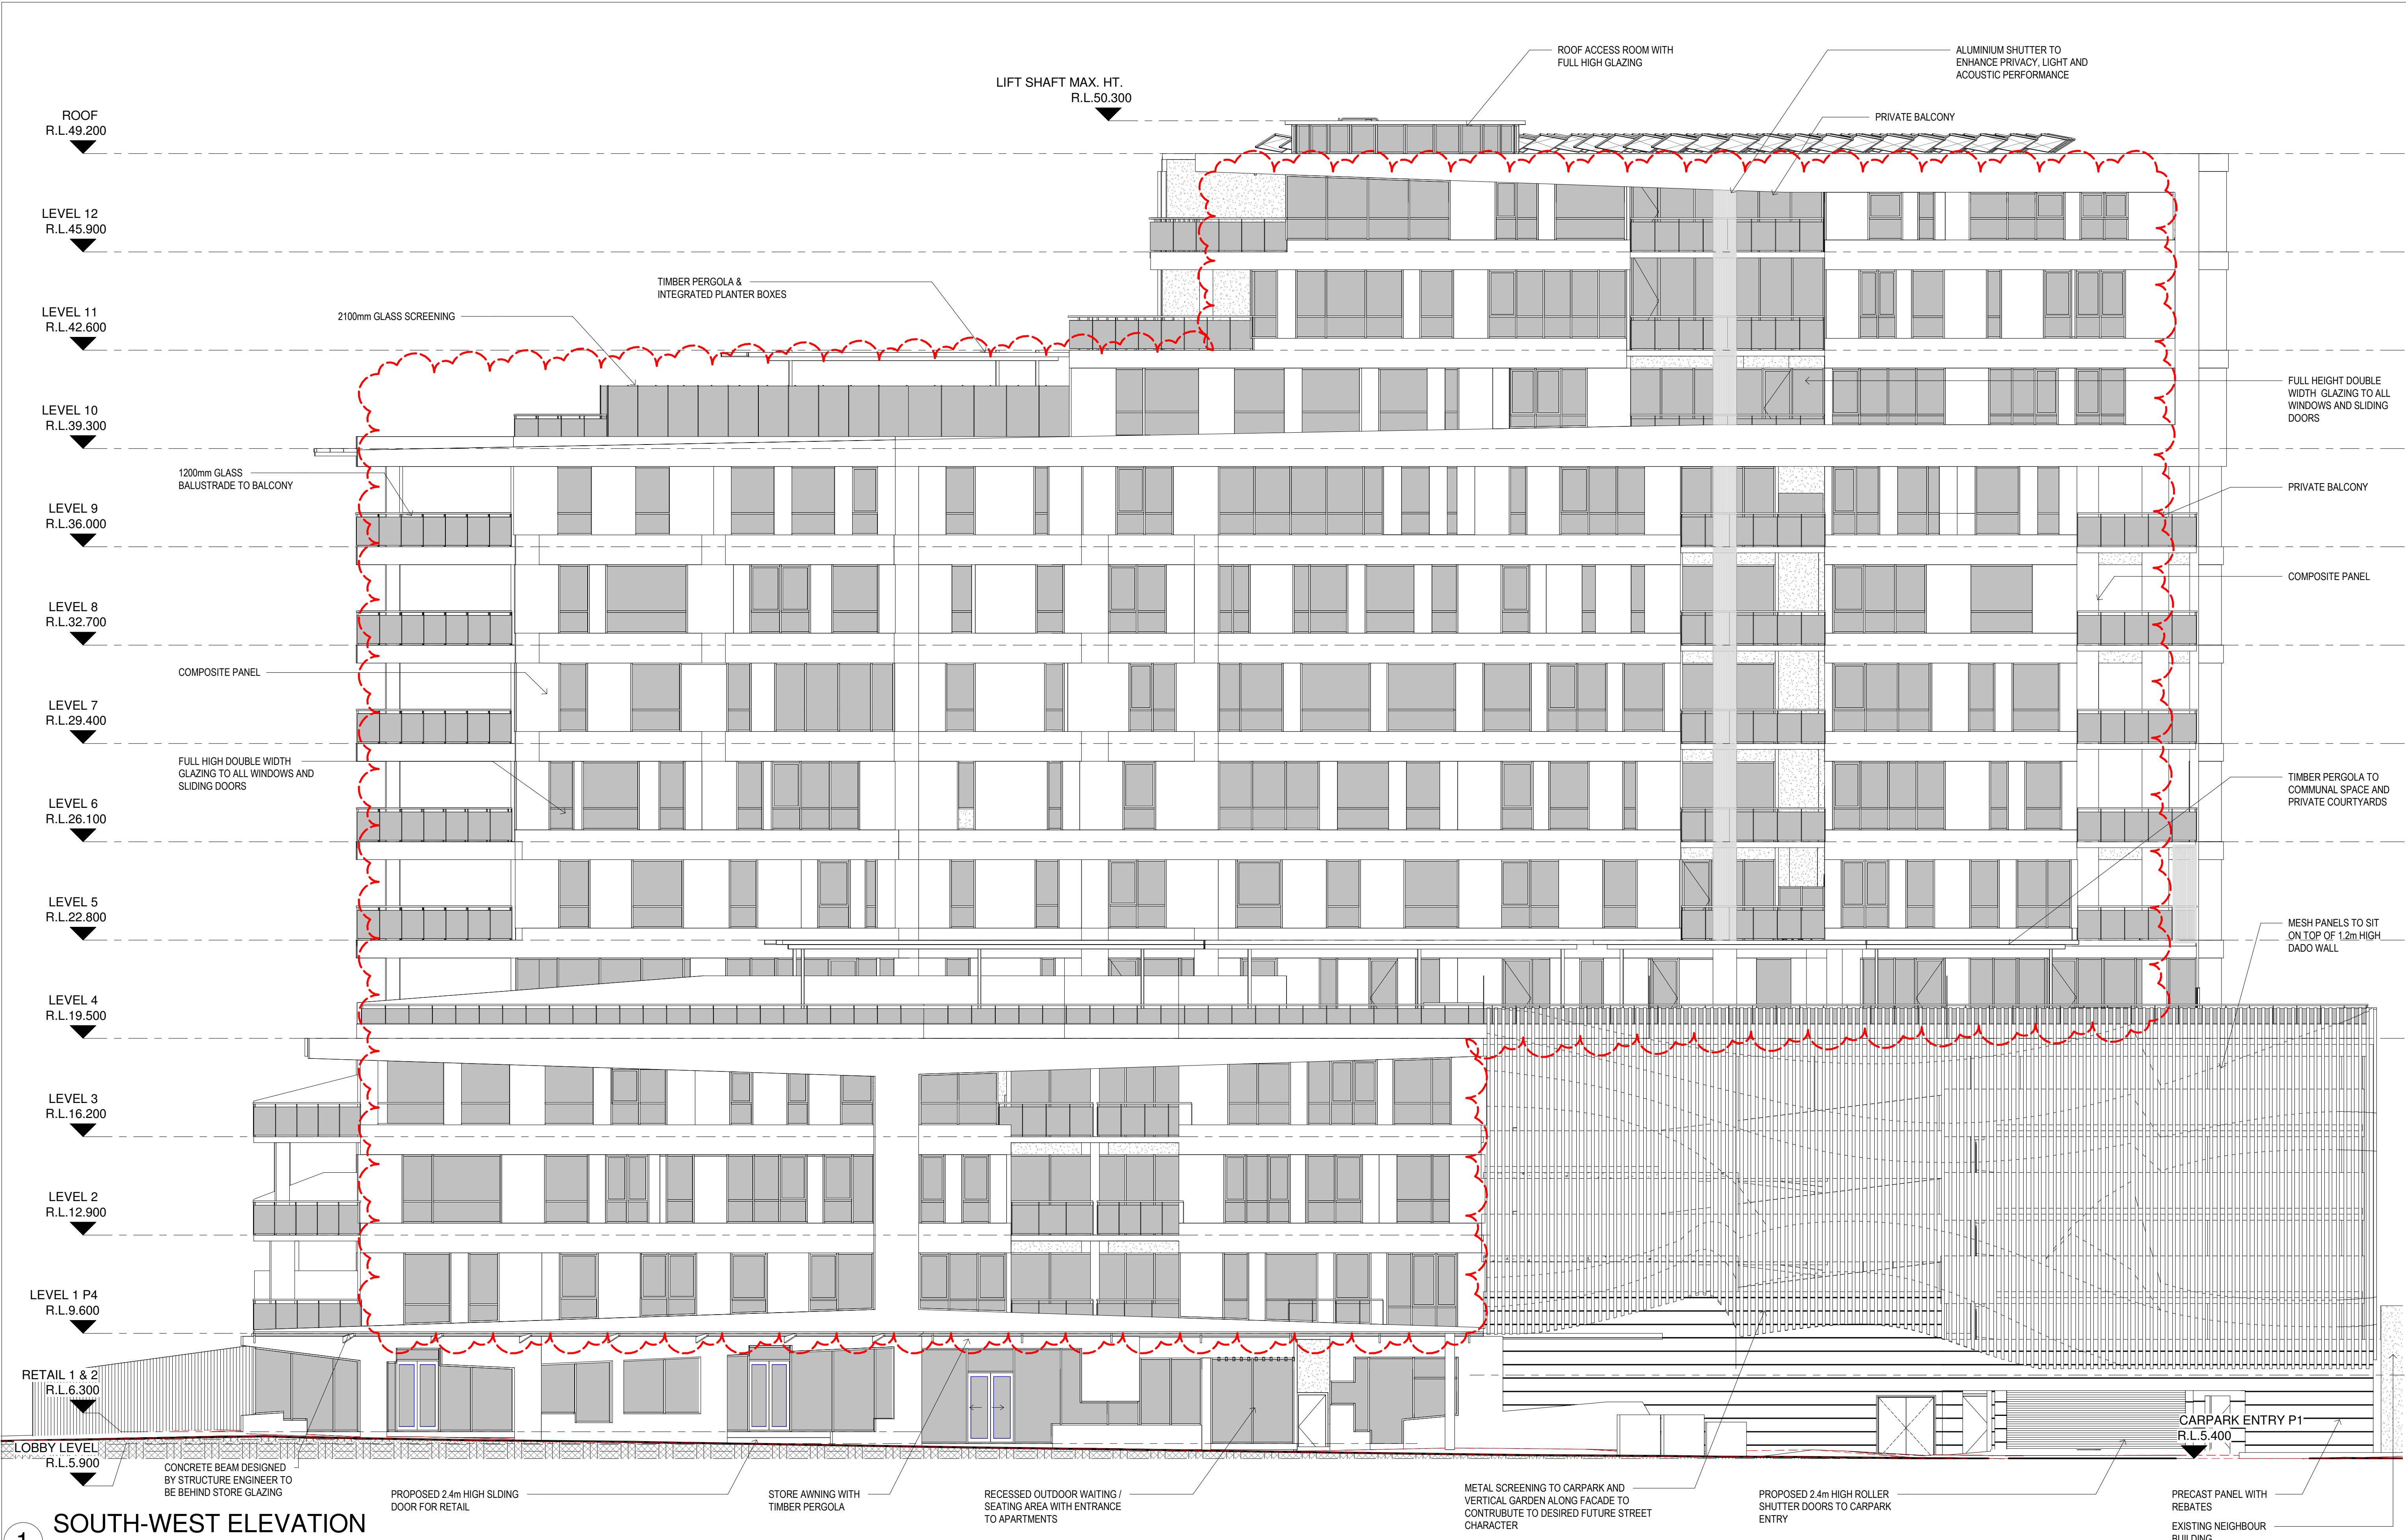 ROOF ACCESS ROOM WITH
FULL HIGH GLAZING
ALUMINIUM SHUTTER TO
ENHANCE PRIVACY, LIGHT AND
ACOUSTIC PERFORMANCE
LIFT SHAFT MAX. HT.
R.L.50.300
PRIVATE BALCONY
ROOF
R.L.49.200
LEVEL 12
R.L.45.900
TIMBER PERGOLA &
INTEGRATED PLANTER BOXES
2100mm GLASS SCREENING
LEVEL 11
R.L.42.600
FULL HEIGHT DOUBLE
WIDTH GLAZING TO ALL
WINDOWS AND SLIDING
DOORS
LEVEL 10
R.L.39.300
1200mm GLASS
BALUSTRADE TO BALCONY
PRIVATE BALCONY
LEVEL 9
R.L.36.000
COMPOSITE PANEL
LEVEL 8
R.L.32.700
COMPOSITE PANEL
LEVEL 7
R.L.29.400
FULL HIGH DOUBLE WIDTH
GLAZING TO ALL WINDOWS AND
SLIDING DOORS
TIMBER PERGOLA TO
COMMUNAL SPACE AND
PRIVATE COURTYARDS
LEVEL 6
R.L.26.100
LEVEL 5
R.L.22.800
MESH PANELS TO SIT
ON TOP OF 1.2m HIGH
DADO WALL
LEVEL 4
R.L.19.500
LEVEL 3
R.L.16.200
LEVEL 2
R.L.12.900
LEVEL 1 P4
R.L.9.600
RETAIL 1 & 2
R.L.6.300
CARPARK ENTRY P1
R.L.5.400
LOBBY LEVEL
R.L.5.900
CONCRETE BEAM DESIGNED
BY STRUCTURE ENGINEER TO
BE BEHIND STORE GLAZING
PROPOSED 2.4m HIGH SLDING
DOOR FOR RETAIL
STORE AWNING WITH
TIMBER PERGOLA
RECESSED OUTDOOR WAITING /
SEATING AREA WITH ENTRANCE
TO APARTMENTS
METAL SCREENING TO CARPARK AND
VERTICAL GARDEN ALONG FACADE TO
CONTRUBUTE TO DESIRED FUTURE STREET
CHARACTER
PROPOSED 2.4m HIGH ROLLER
SHUTTER DOORS TO CARPARK
ENTRY
PRECAST PANEL WITH
REBATES
EXISTING NEIGHBOUR
BUILDING
1
SOUTH-WEST ELEVATION